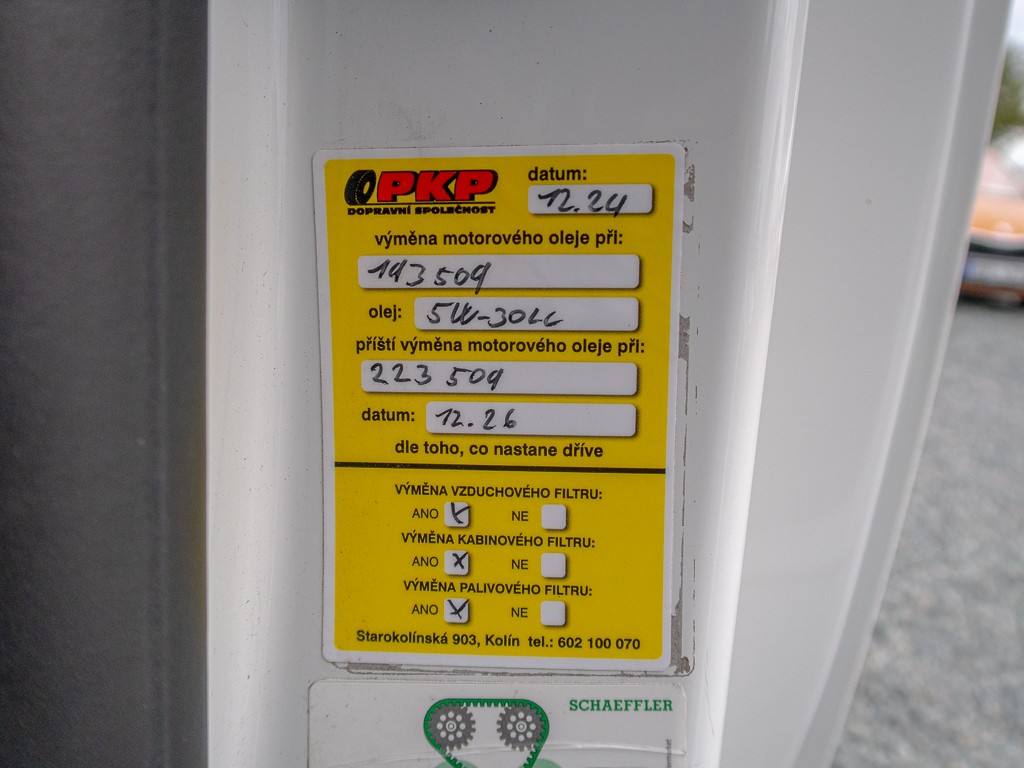 PKP
DOPRAVNÍ SPOLEČNOST
datum:
12.24
výměna motorového oleje při:
193 509
olej: 5W-30LL
příští výměna motorového oleje při:
223 509
datum: 12.26
dle toho, co nastane dříve
VÝMĚNA VZDUCHOVÉHO FILTRU:
ANO x NE
VÝMĚNA KABINOVÉHO FILTRU:
ANO x NE
VÝMĚNA PALIVOVÉHO FILTRU:
ANO x NE
Starokolínská 903, Kolín tel.: 602 100 070
SCHAEFFLER